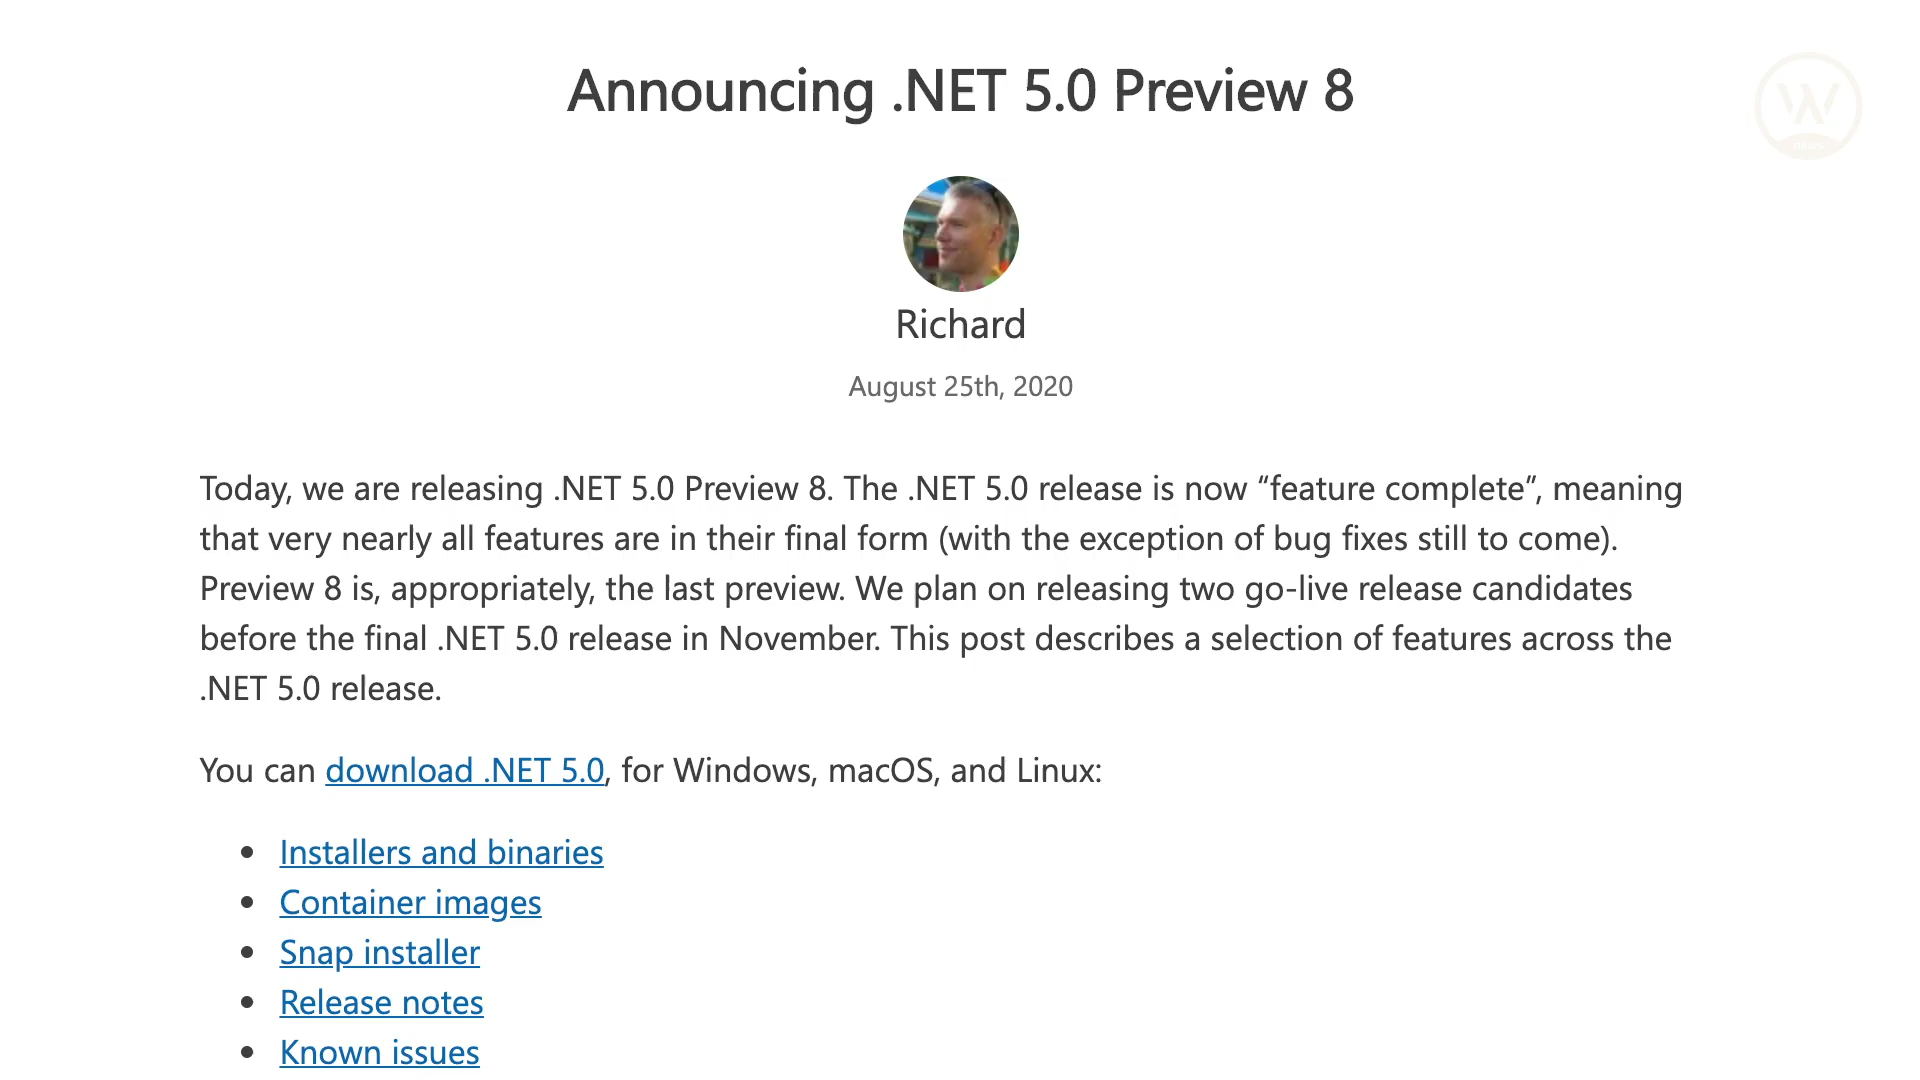 Announcing .NET 5.0 Preview 8
W
news
Richard
August 25th, 2020
Today, we are releasing .NET 5.0 Preview 8. The .NET 5.0 release is now “feature complete”, meaning
that very nearly all features are in their final form (with the exception of bug fixes still to come).
Preview 8 is, appropriately, the last preview. We plan on releasing two go-live release candidates
before the final .NET 5.0 release in November. This post describes a selection of features across the
.NET 5.0 release.
You can download .NET 5.0, for Windows, macOS, and Linux:
• Installers and binaries
• Container images
• Snap installer
• Release notes
• Known issues